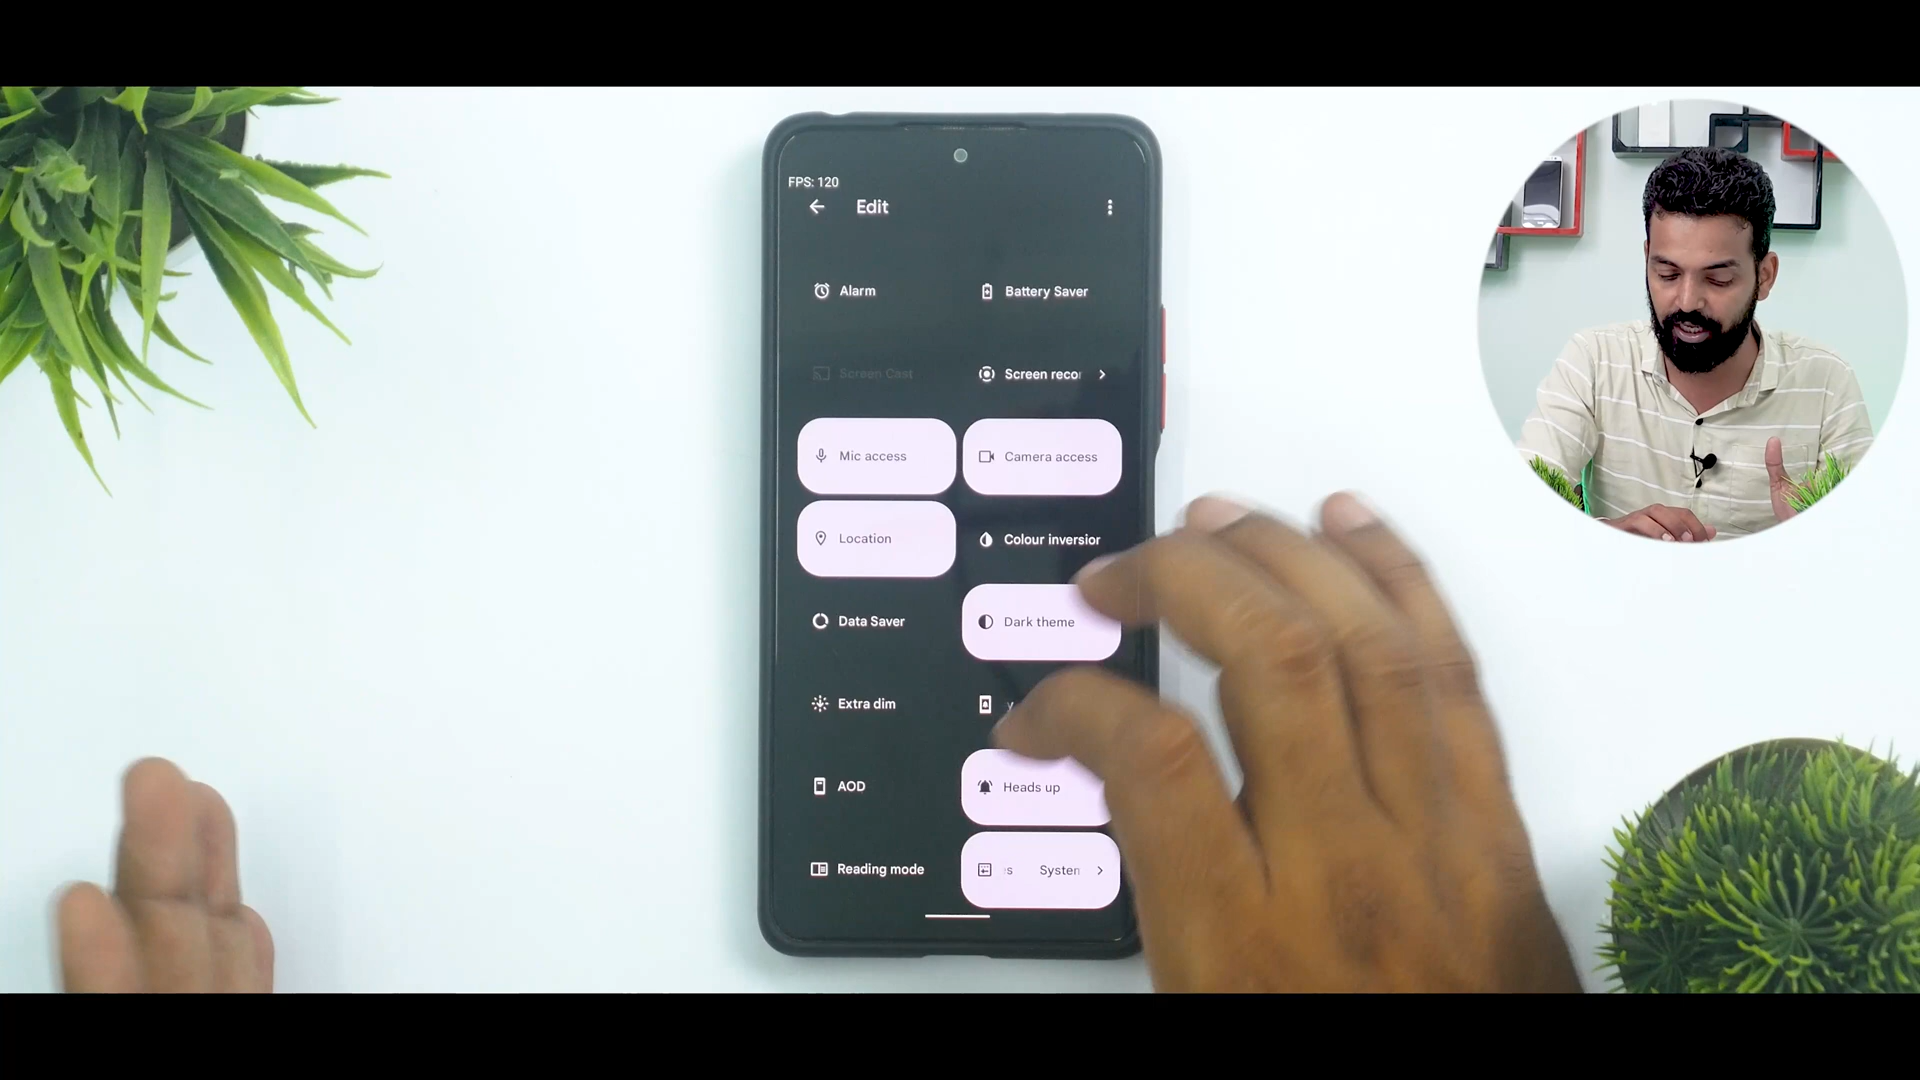 FPS: 120
Edit
Alarm
Battery Saver
Screen Cast
Screen recor
Mic access
Camera access
Location
Colour inversior
Data Saver
Dark theme
Extra dim
AOD
Heads up
Reading mode
System